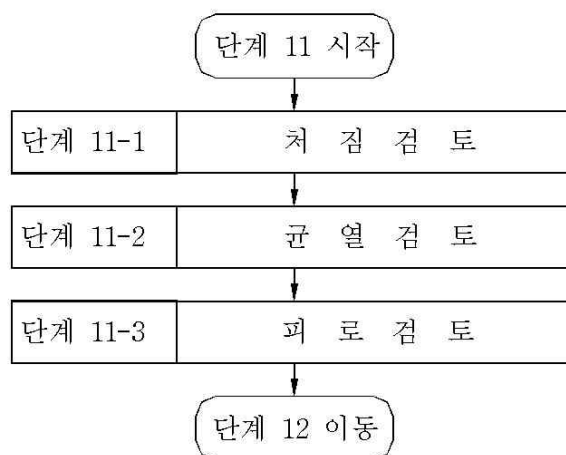 단계 11 시작
단계 11-1 처 짐 검 토
단계 11-2 균 열 검 토
단계 11-3 피 로 검 토
단계 12 이동